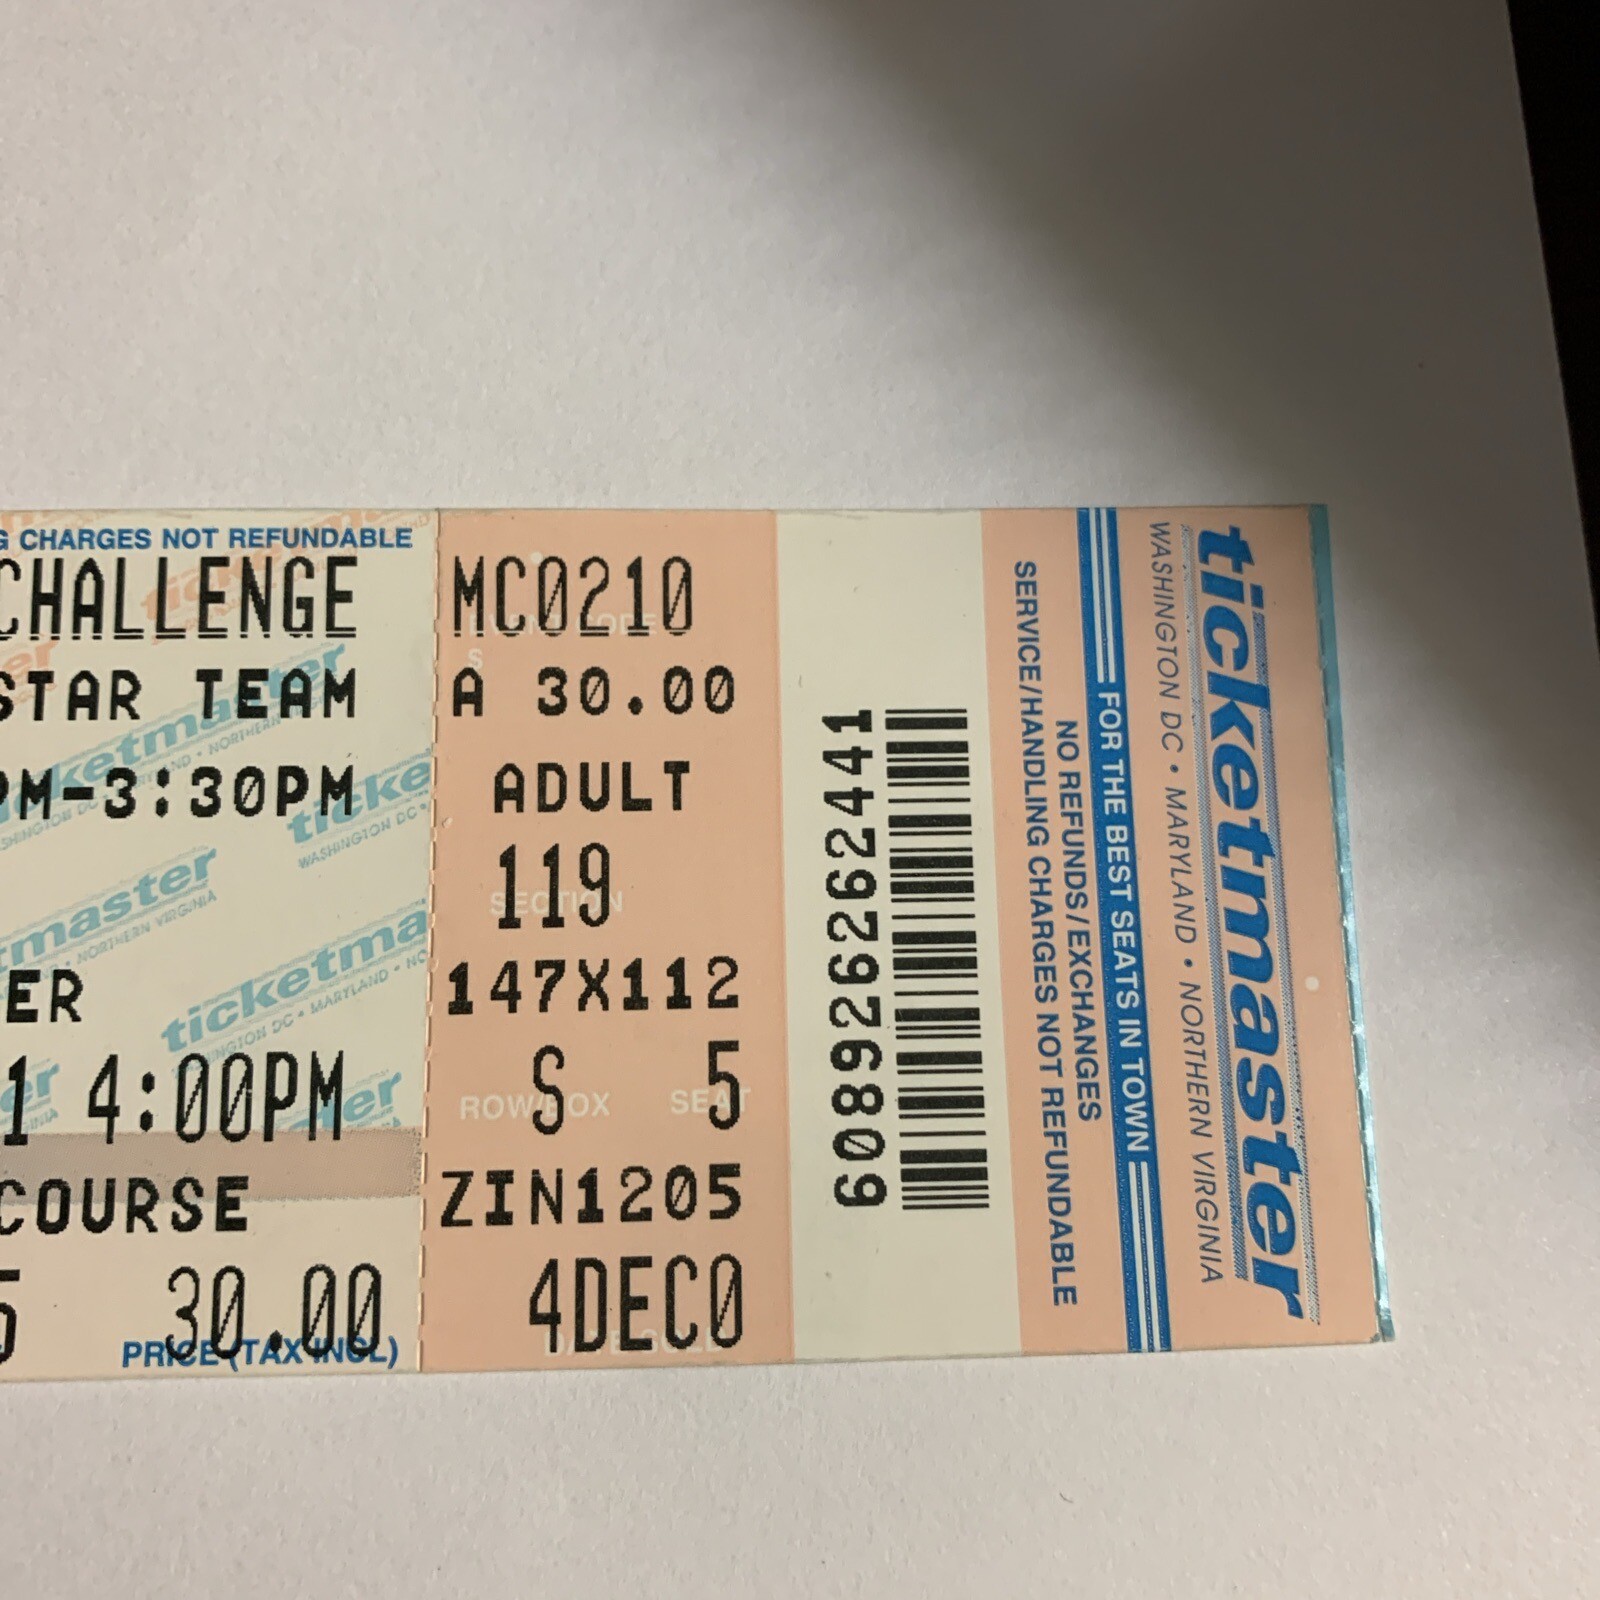 G CHARGES NOT REFUNDABLE
CHALLENGE
STAR TEAM
PM-3:30PM
ER
1 4:00PM
COURSE
5 30.00
PRICE (TAX INCL)
MC0210
A 30.00
ADULT
119
SECTION
147X112
S 5
ROW/BOX SEAT
ZIN1205
4DEC0
441
SERVICE/HANDLING CHARGES NOT REFUNDABLE
NO REFUNDS/EXCHANGES
FOR THE BEST SEATS IN TOWN
WASHINGTON DC • MARYLAND • NORTHERN VIRGINIA
ticketmaster